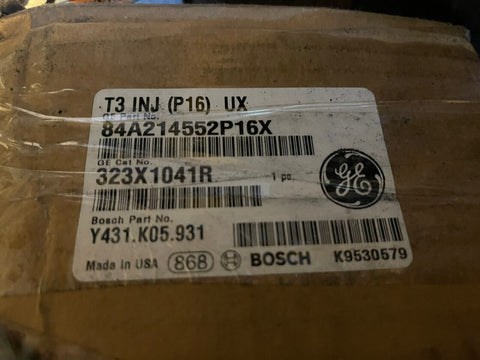 T3 INJ (P16) UX
GE Part No.
84A214552P16X
GE Cat No.
323X1041R 1 pc.
GE
Bosch Part No.
Y431.K05.931
Made in USA 868 BOSCH K9530579